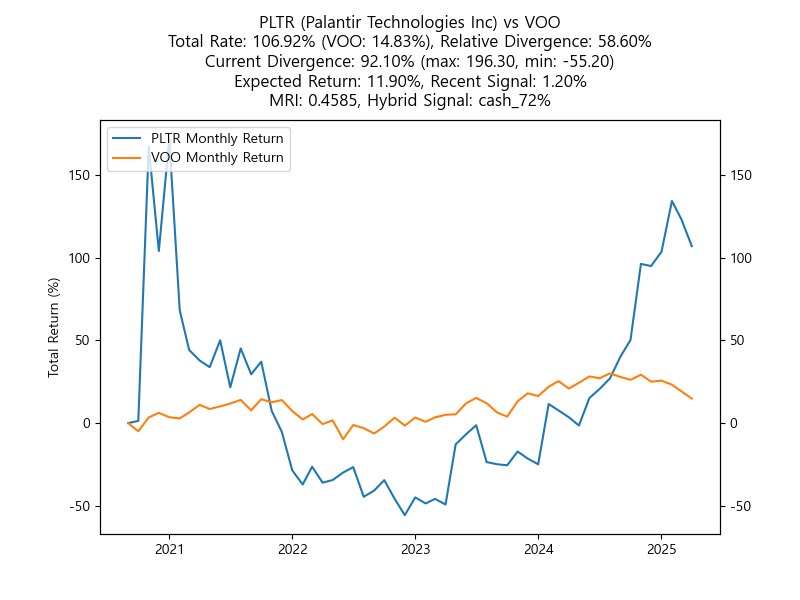 PLTR (Palantir Technologies Inc) vs VOO
Total Rate: 106.92% (VOO: 14.83%), Relative Divergence: 58.60%
Current Divergence: 92.10% (max: 196.30, min: -55.20)
Expected Return: 11.90%, Recent Signal: 1.20%
MRI: 0.4585, Hybrid Signal: cash_72%
PLTR Monthly Return
VOO Monthly Return
Total Return (%)
150
100
50
0
-50
150
100
50
0
-50
2021
2022
2023
2024
2025